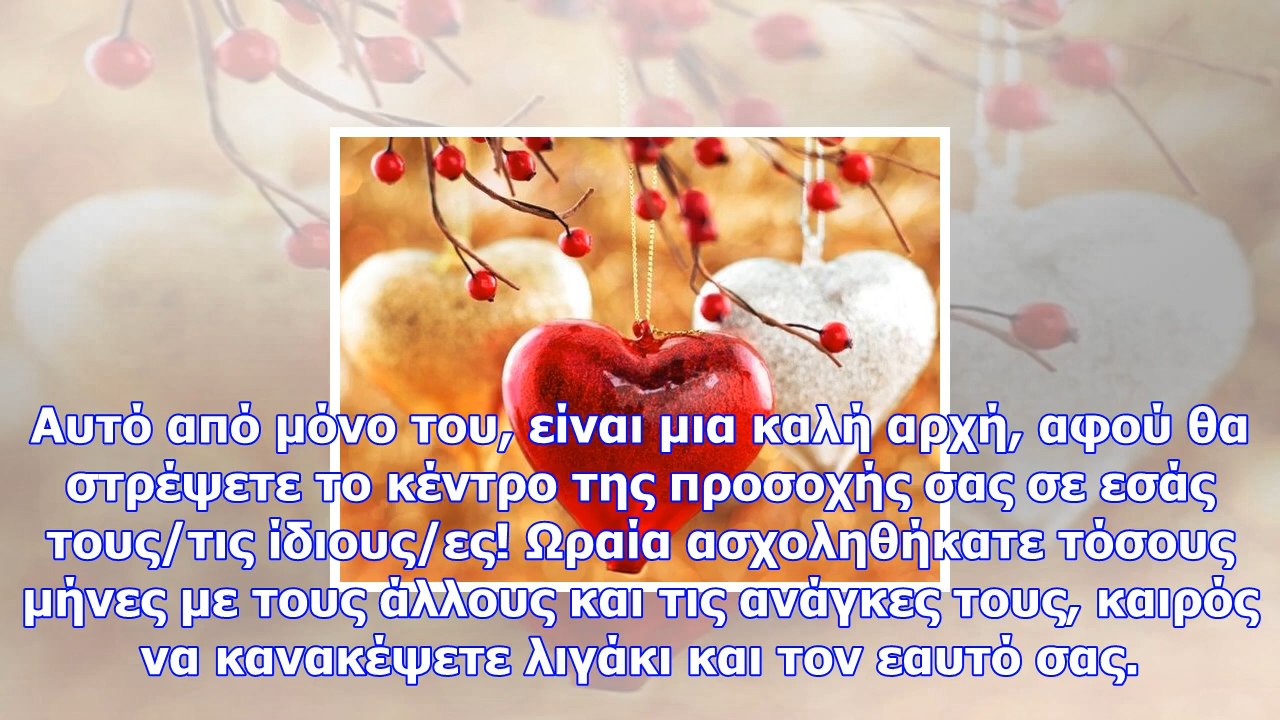 Αυτό από μόνο του, είναι μια καλή αρχή, αφού θα
στρέψετε το κέντρο της προσοχής σας σε εσάς
τους/τις ίδιους/ες! Ωραία ασχοληθήκατε τόσους
μήνες με τους άλλους και τις ανάγκες τους, καιρός
να κανακέψετε λιγάκι και τον εαυτό σας.